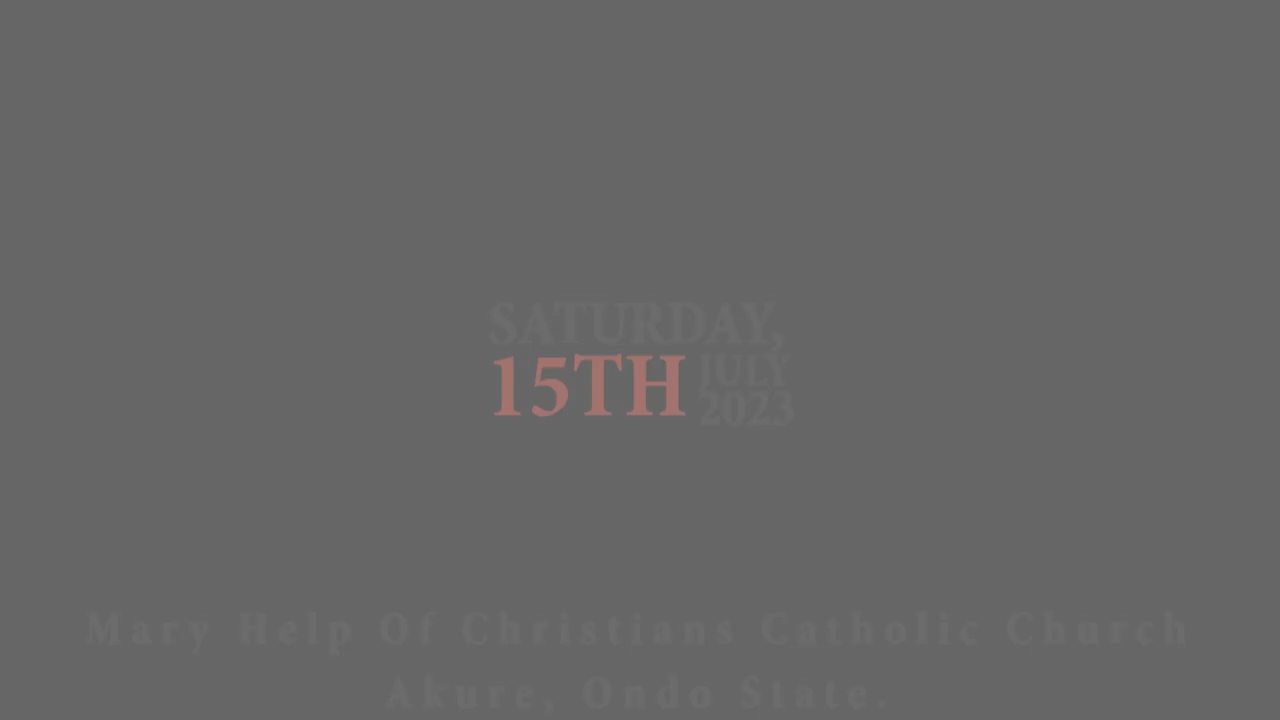 SATURDAY,
15TH JULY
2023
Mary Help Of Christians Catholic Church
Akure, Ondo State.